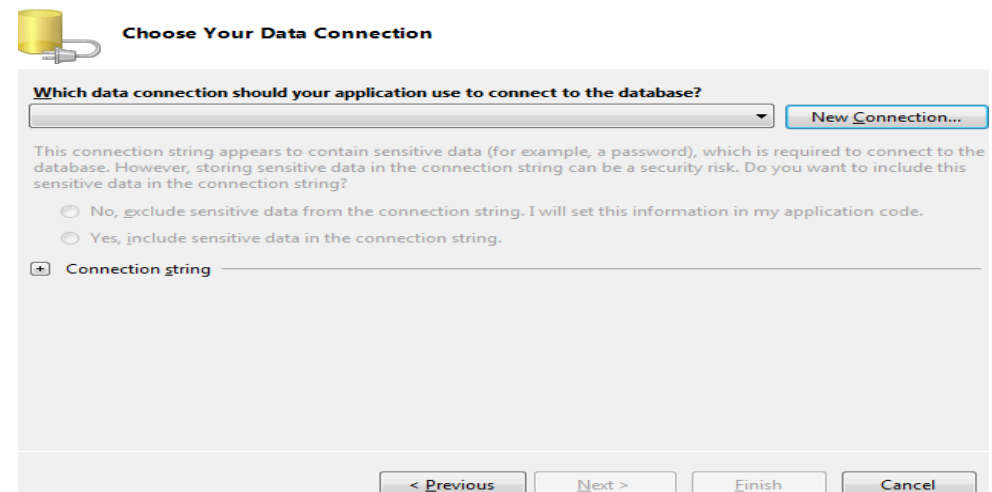 Choose Your Data Connection
Which data connection should your application use to connect to the database?
New Connection...
This connection string appears to contain sensitive data (for example, a password), which is required to connect to the
database. However, storing sensitive data in the connection string can be a security risk. Do you want to include this
sensitive data in the connection string?
No, exclude sensitive data from the connection string. I will set this information in my application code.
Yes, include sensitive data in the connection string.
+ Connection string
< Previous
Next >
Finish
Cancel